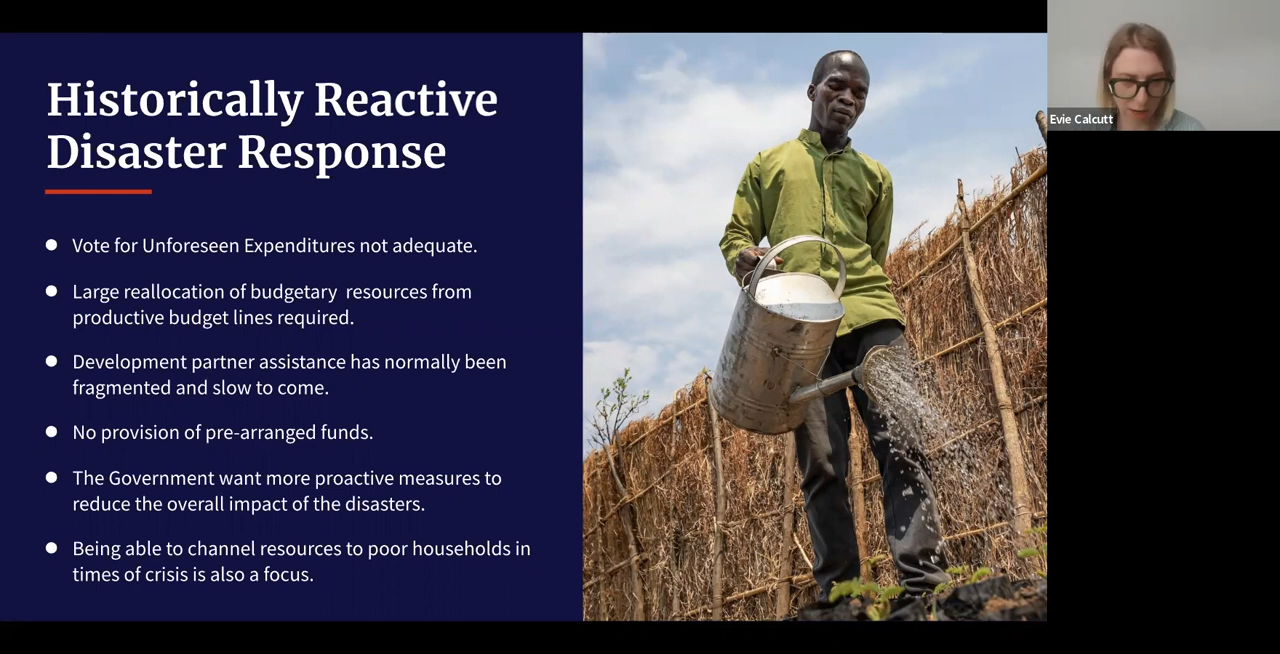 Historically Reactive
Disaster Response
Vote for Unforeseen Expenditures not adequate.
Large reallocation of budgetary  resources from
productive budget lines required.
Development partner assistance has normally been
fragmented and slow to come.
No provision of pre-arranged funds.
The Government want more proactive measures to
reduce the overall impact of the disasters.
Being able to channel resources to poor households in
times of crisis is also a focus.
Evie Calcutt